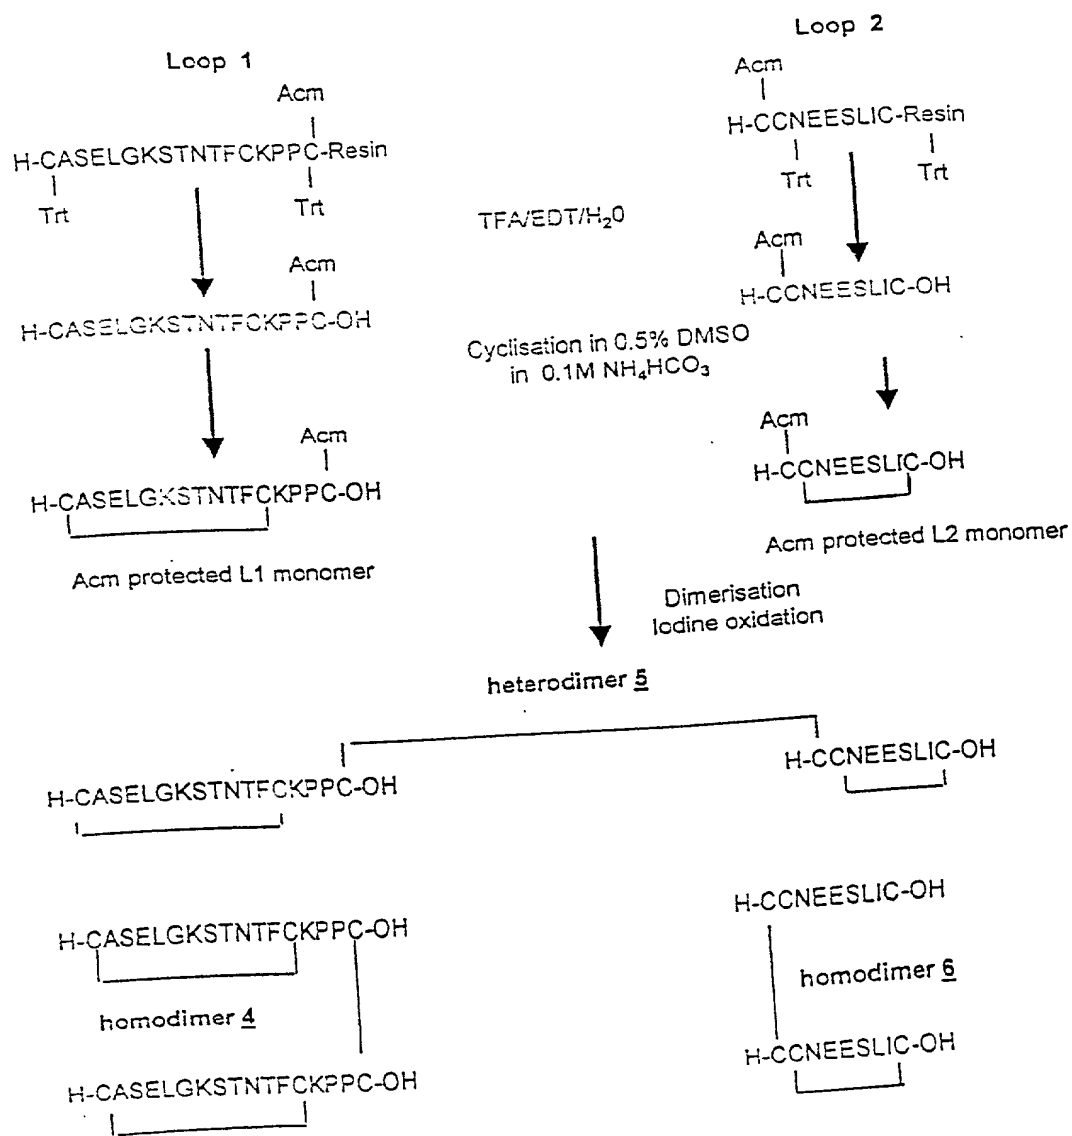 Loop 1
Acm
H-CASELGKSTNTFCKPPC-Resin
Trt
Trt
Acm
H-CASELGKSTNTFCKPPC-OH
Acm
H-CASELGKSTNTFCKPPC-OH
Acm protected L1 monomer
TFA/EDT/H₂O
Cyclisation in 0.5% DMSO
in 0.1M NH₄HCO₃
Loop 2
Acm
H-CCNEESLIC-Resin
Trt
Trt
Acm
H-CCNEESLIC-OH
Acm
H-CCNEESLIC-OH
Acm protected L2 monomer
Dimerisation
Iodine oxidation
heterodimer 5
H-CASELGKSTNTFCKPPC-OH
H-CCNEESLIC-OH
H-CASELGKSTNTFCKPPC-OH
homodimer 4
H-CASELGKSTNTFCKPPC-OH
H-CCNEESLIC-OH
homodimer 6
H-CCNEESLIC-OH